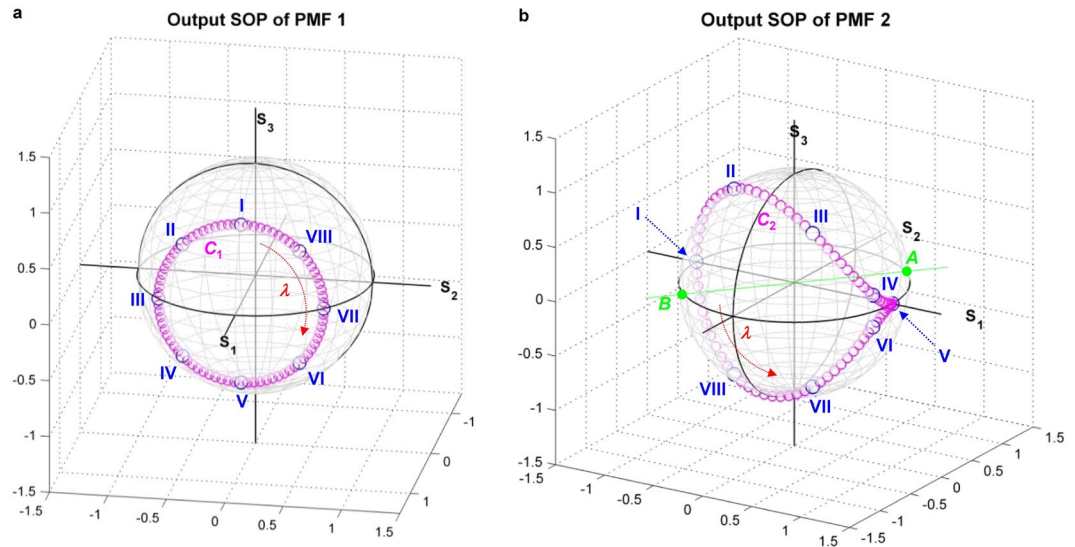 a
Output SOP of PMF 1
S3
1.5
1
0.5
0
-0.5
-1
-1.5
I
II
III
IV
V
VI
VII
VIII
C1
λ
S2
S1
-1.5
-1
-0.5
0
0.5
1
1.5
-1
0
1
b
Output SOP of PMF 2
S3
1.5
1
0.5
0
-0.5
-1
-1.5
I
II
III
IV
V
VI
VII
VIII
C2
λ
A
B
S2
S1
-1.5
-1
-0.5
0
0.5
1
1.5
-1.5
-1
-0.5
0
0.5
1
1.5